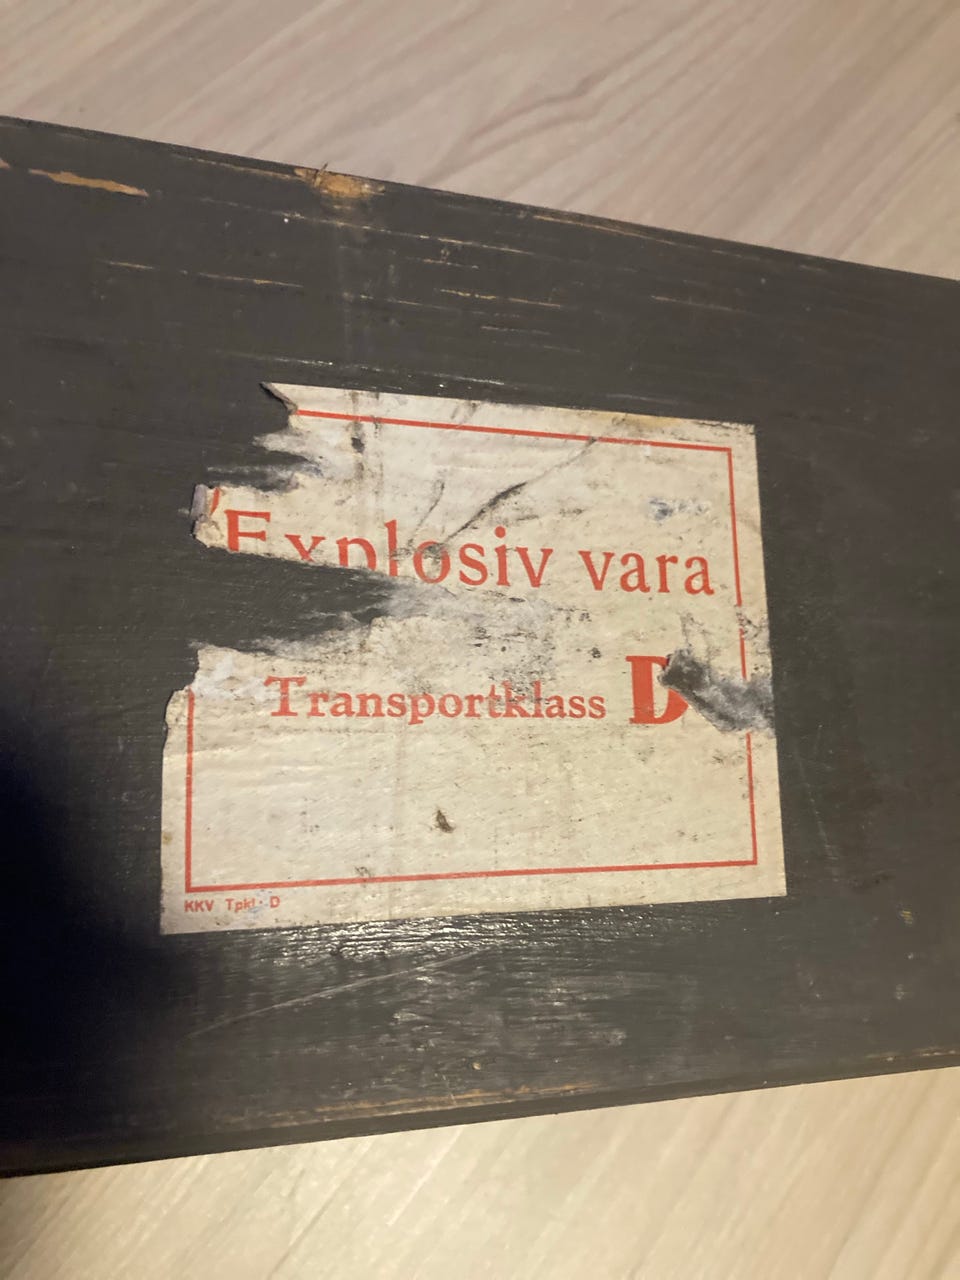 Explosiv vara
Transportklass D
KKV Tpkl · D